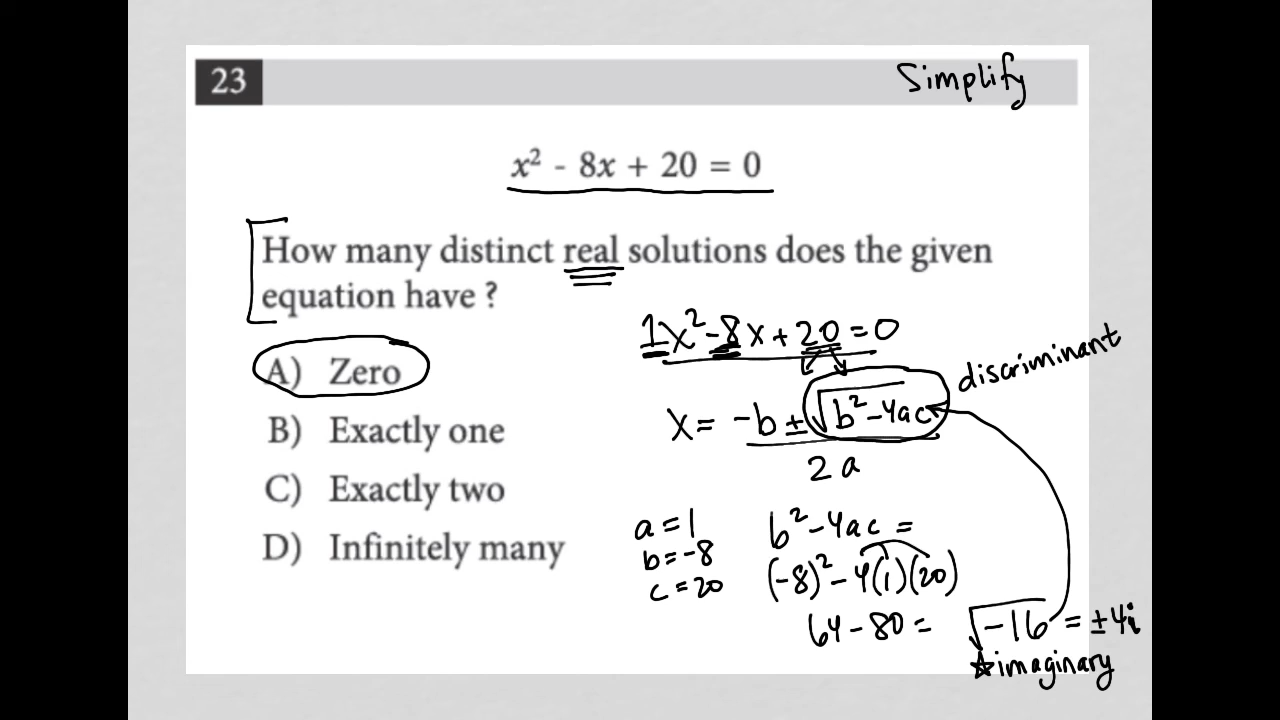 23
Simplify
x² - 8x + 20 = 0
How many distinct real solutions does the given
equation have ?
A) Zero
B) Exactly one
C) Exactly two
D) Infinitely many
1x² - 8x + 20 = 0
discriminant
x = -b ± √b² - 4ac
2a
a = 1
b = -8
c = 20
b² - 4ac =
(-8)² - 4(1)(20)
64 - 80 = √-16 = ±4i
☆imaginary